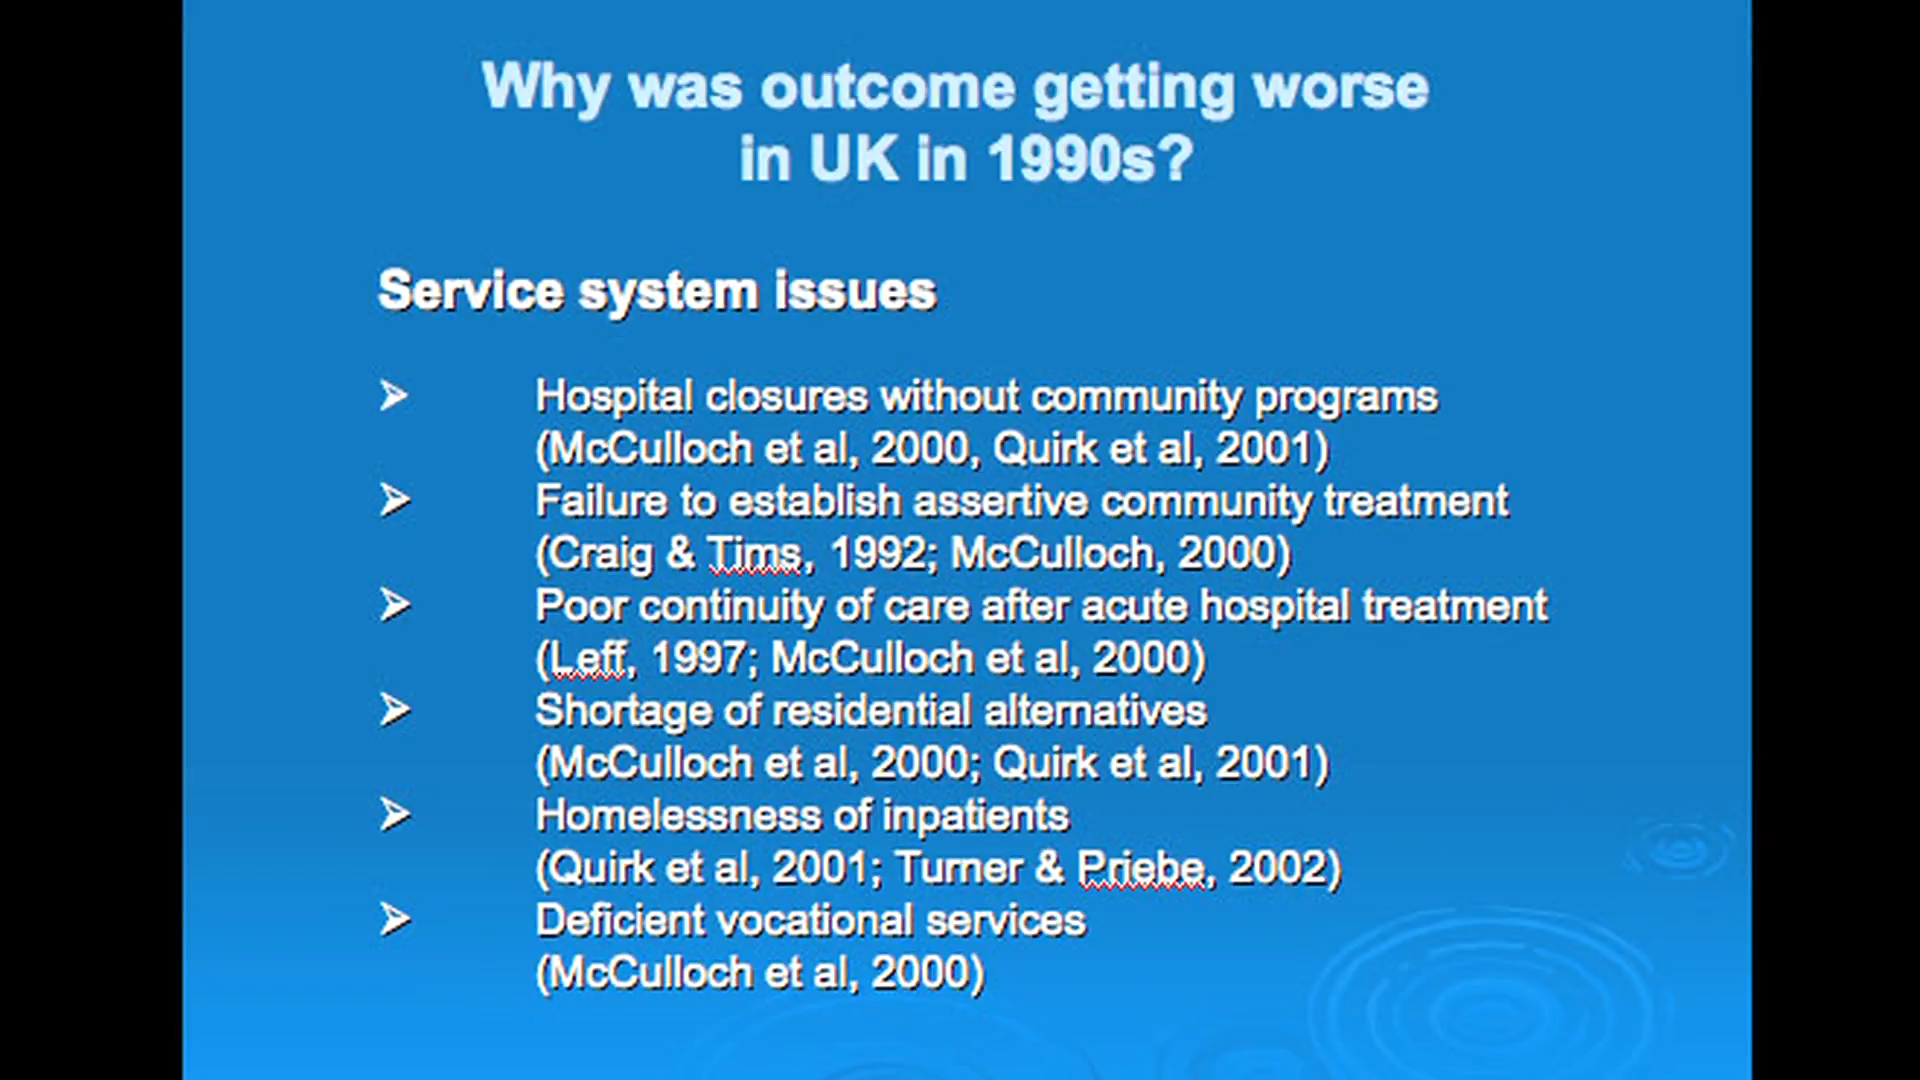 Why was outcome getting worse
in UK in 1990s?
Service system issues
➢ Hospital closures without community programs
(McCulloch et al, 2000, Quirk et al, 2001)
➢ Failure to establish assertive community treatment
(Craig & Tims, 1992; McCulloch, 2000)
➢ Poor continuity of care after acute hospital treatment
(Leff, 1997; McCulloch et al, 2000)
➢ Shortage of residential alternatives
(McCulloch et al, 2000; Quirk et al, 2001)
➢ Homelessness of inpatients
(Quirk et al, 2001; Turner & Priebe, 2002)
➢ Deficient vocational services
(McCulloch et al, 2000)